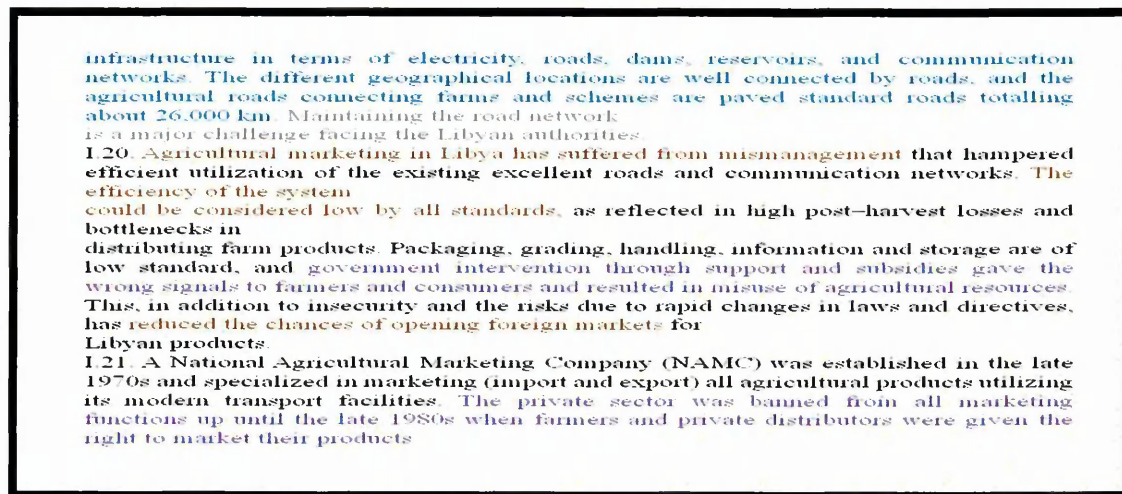 infrastructure in terms of electricity, roads, dams, reservoirs, and communication
networks. The different geographical locations are well connected by roads, and the
agricultural roads connecting farms and schemes are paved standard roads totalling
about 26,000 km. Maintaining the road network
is a major challenge facing the Libyan authorities.
I.20. Agricultural marketing in Libya has suffered from mismanagement that hampered
efficient utilization of the existing excellent roads and communication networks. The
efficiency of the system
could be considered low by all standards, as reflected in high post–harvest losses and
bottlenecks in
distributing farm products. Packaging, grading, handling, information and storage are of
low standard, and government intervention through support and subsidies gave the
wrong signals to farmers and consumers and resulted in misuse of agricultural resources.
This, in addition to insecurity and the risks due to rapid changes in laws and directives,
has reduced the chances of opening foreign markets for
Libyan products.
I.21. A National Agricultural Marketing Company (NAMC) was established in the late
1970s and specialized in marketing (import and export) all agricultural products utilizing
its modern transport facilities. The private sector was banned from all marketing
functions up until the late 1980s when farmers and private distributors were given the
right to market their products